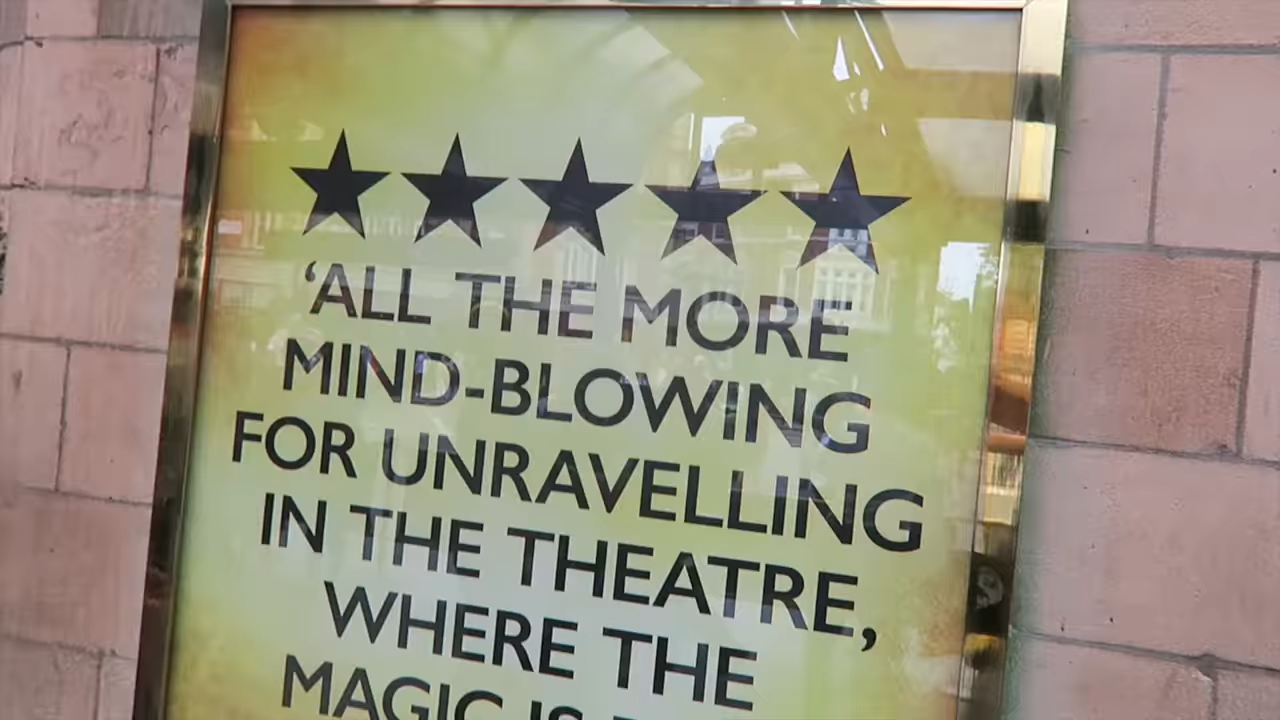 ‘ALL THE MORE
MIND-BLOWING
FOR UNRAVELLING
IN THE THEATRE,
WHERE THE
MAGIC IS